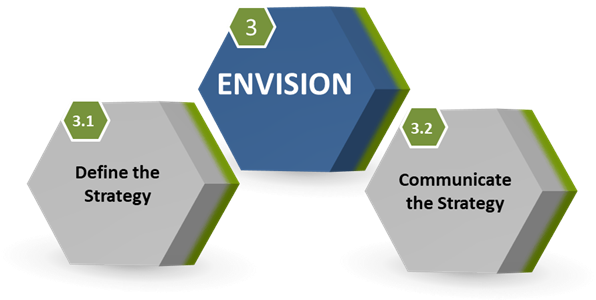 3
ENVISION
3.1
Define the
Strategy
3.2
Communicate
the Strategy